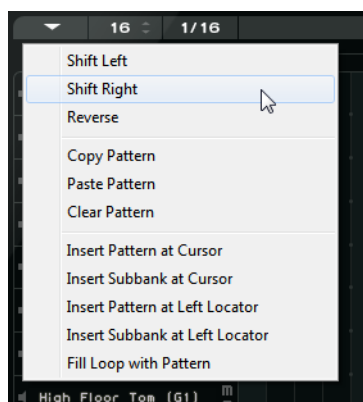 16 1/16
Shift Left
Shift Right
Reverse
Copy Pattern
Paste Pattern
Clear Pattern
Insert Pattern at Cursor
Insert Subbank at Cursor
Insert Pattern at Left Locator
Insert Subbank at Left Locator
Fill Loop with Pattern
High Floor Tom (G1) m